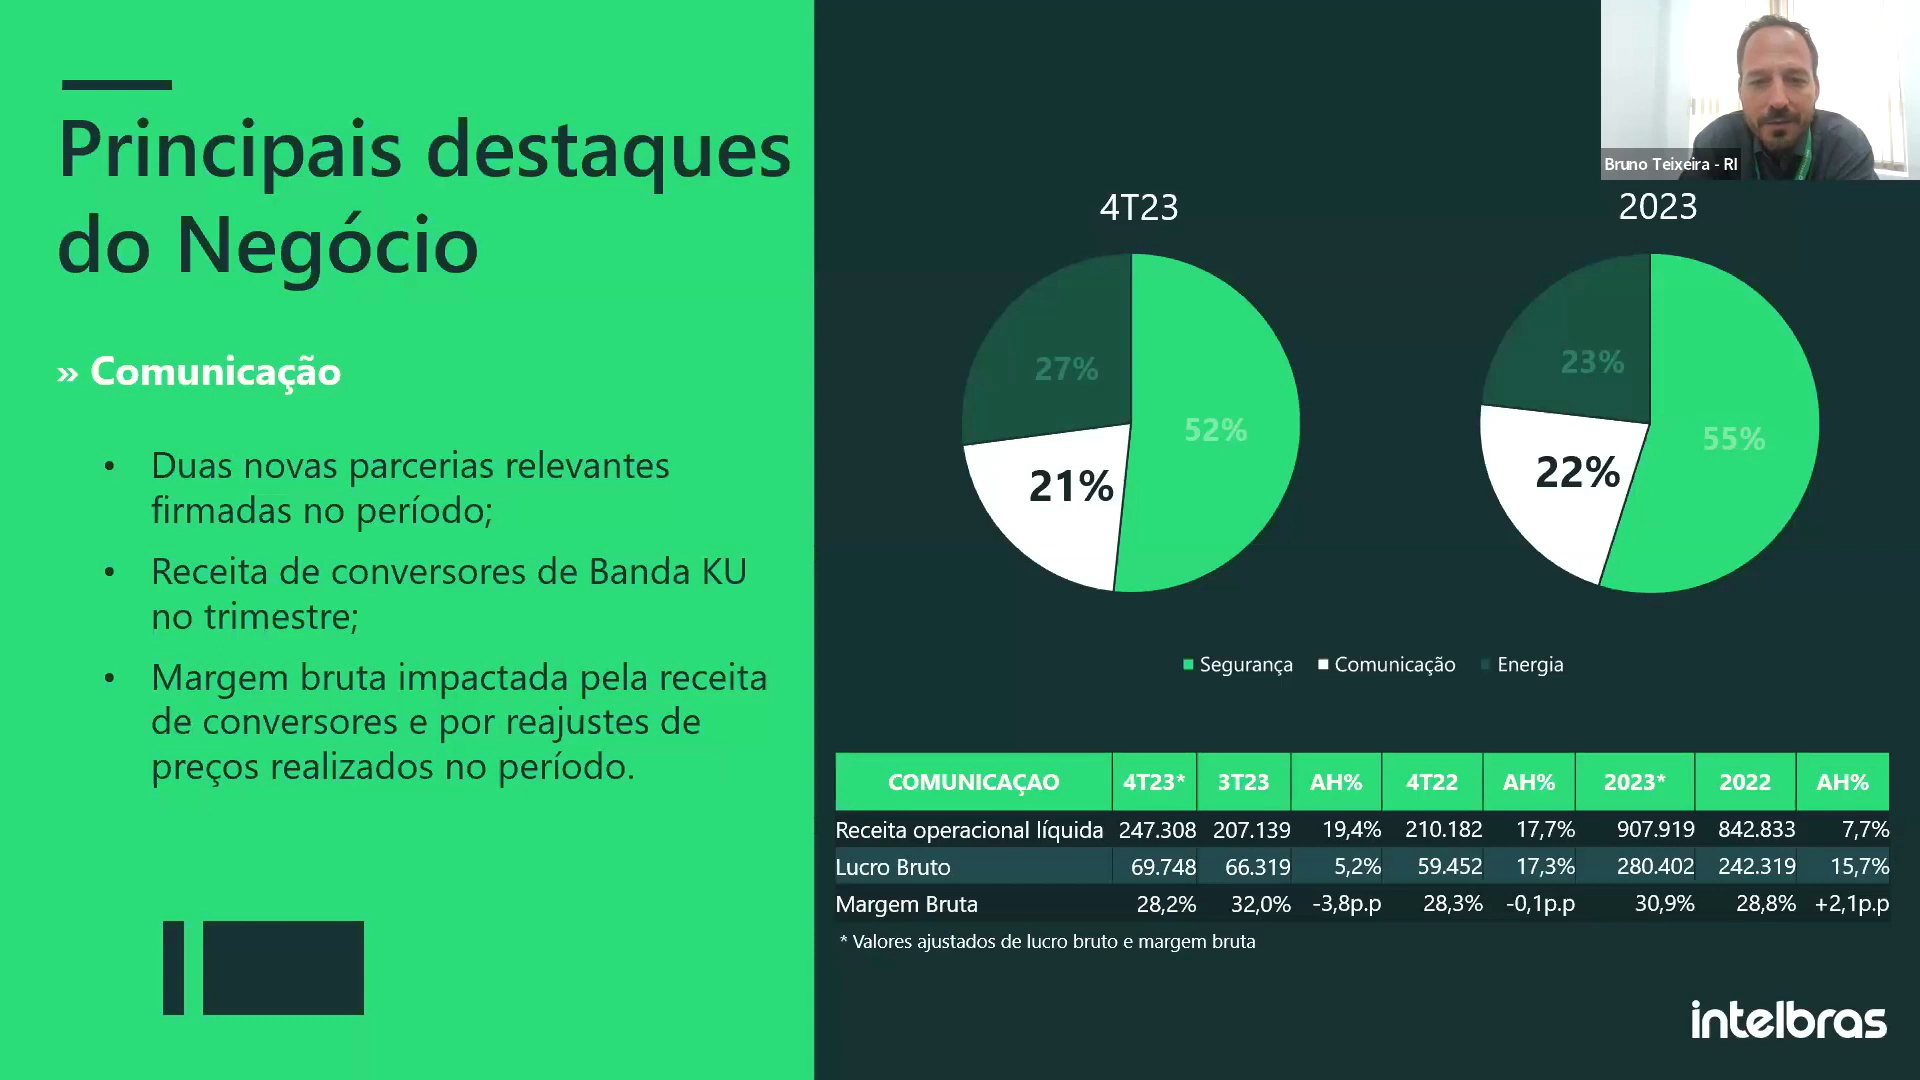 Principais destaques
do Negócio
» Comunicação
• Duas novas parcerias relevantes
firmadas no período;
• Receita de conversores de Banda KU
no trimestre;
• Margem bruta impactada pela receita
de conversores e por reajustes de
preços realizados no período.
Bruno Teixeira - RI
4T23
27%
52%
21%
2023
23%
55%
22%
Segurança Comunicação Energia
COMUNICAÇAO 4T23* 3T23 AH% 4T22 AH% 2023* 2022 AH%
Receita operacional líquida 247.308 207.139 19,4% 210.182 17,7% 907.919 842.833 7,7%
Lucro Bruto 69.748 66.319 5,2% 59.452 17,3% 280.402 242.319 15,7%
Margem Bruta 28,2% 32,0% -3,8p.p 28,3% -0,1p.p 30,9% 28,8% +2,1p.p
* Valores ajustados de lucro bruto e margem bruta
intelbras